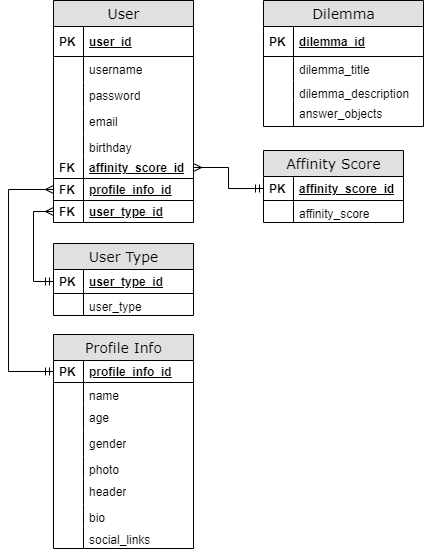 User
PK user_id
username
password
email
birthday
FK affinity_score_id
FK profile_info_id
FK user_type_id
Dilemma
PK dilemma_id
dilemma_title
dilemma_description
answer_objects
Affinity Score
PK affinity_score_id
affinity_score
User Type
PK user_type_id
user_type
Profile Info
PK profile_info_id
name
age
gender
photo
header
bio
social_links